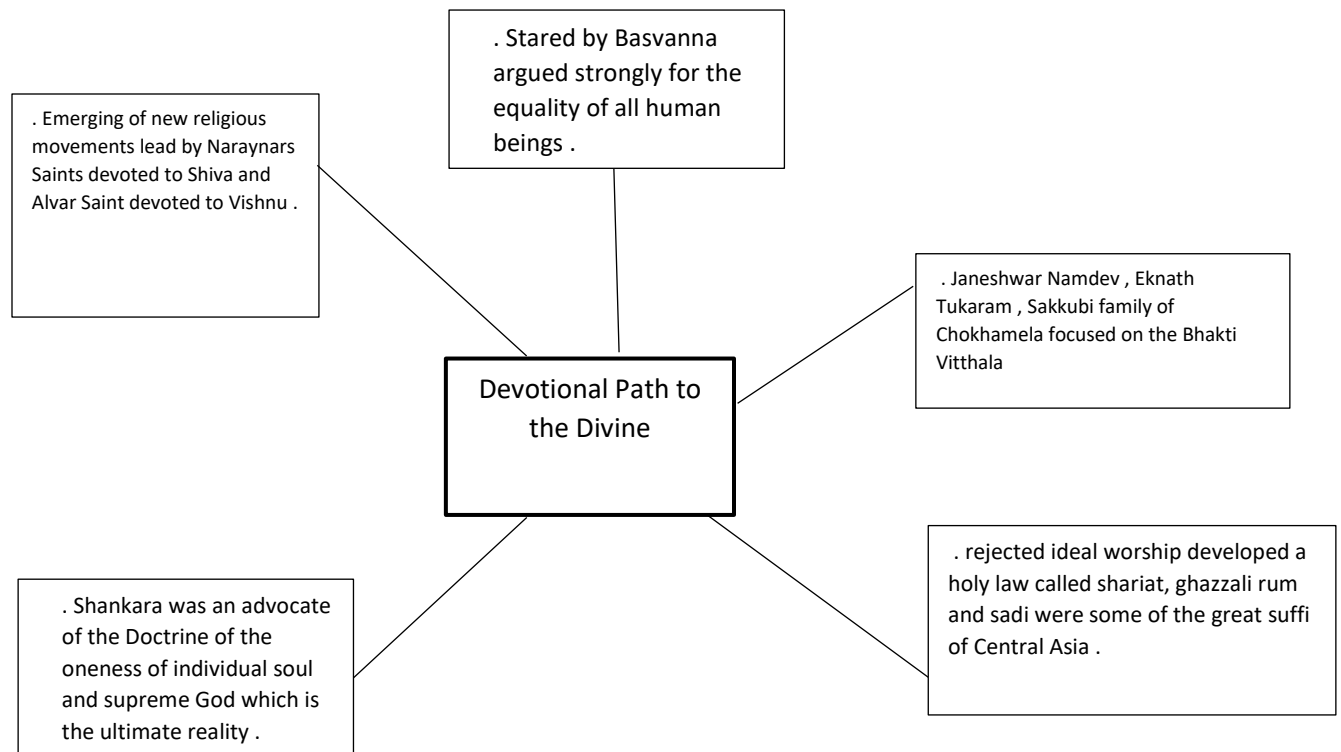 . Stared by Basvanna
argued strongly for the
equality of all human
beings .
. Emerging of new religious
movements lead by Naraynars
Saints devoted to Shiva and
Alvar Saint devoted to Vishnu .
. Janeshwar Namdev , Eknath
Tukaram , Sakkubi family of
Chokhamela focused on the Bhakti
Vitthala
Devotional Path to
the Divine
. rejected ideal worship developed a
holy law called shariat, ghazzali rum
and sadi were some of the great suffi
of Central Asia .
. Shankara was an advocate
of the Doctrine of the
oneness of individual soul
and supreme God which is
the ultimate reality .